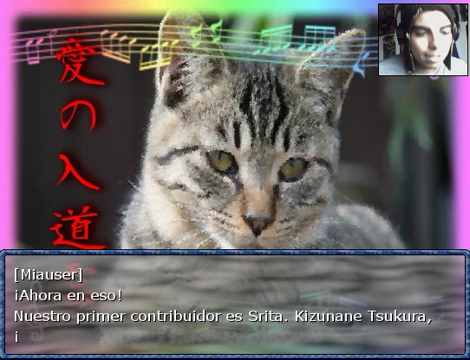 愛の入道
[Miauser]
¡Ahora en eso!
Nuestro primer contribuidor es Srita. Kizunane Tsukura,
¡